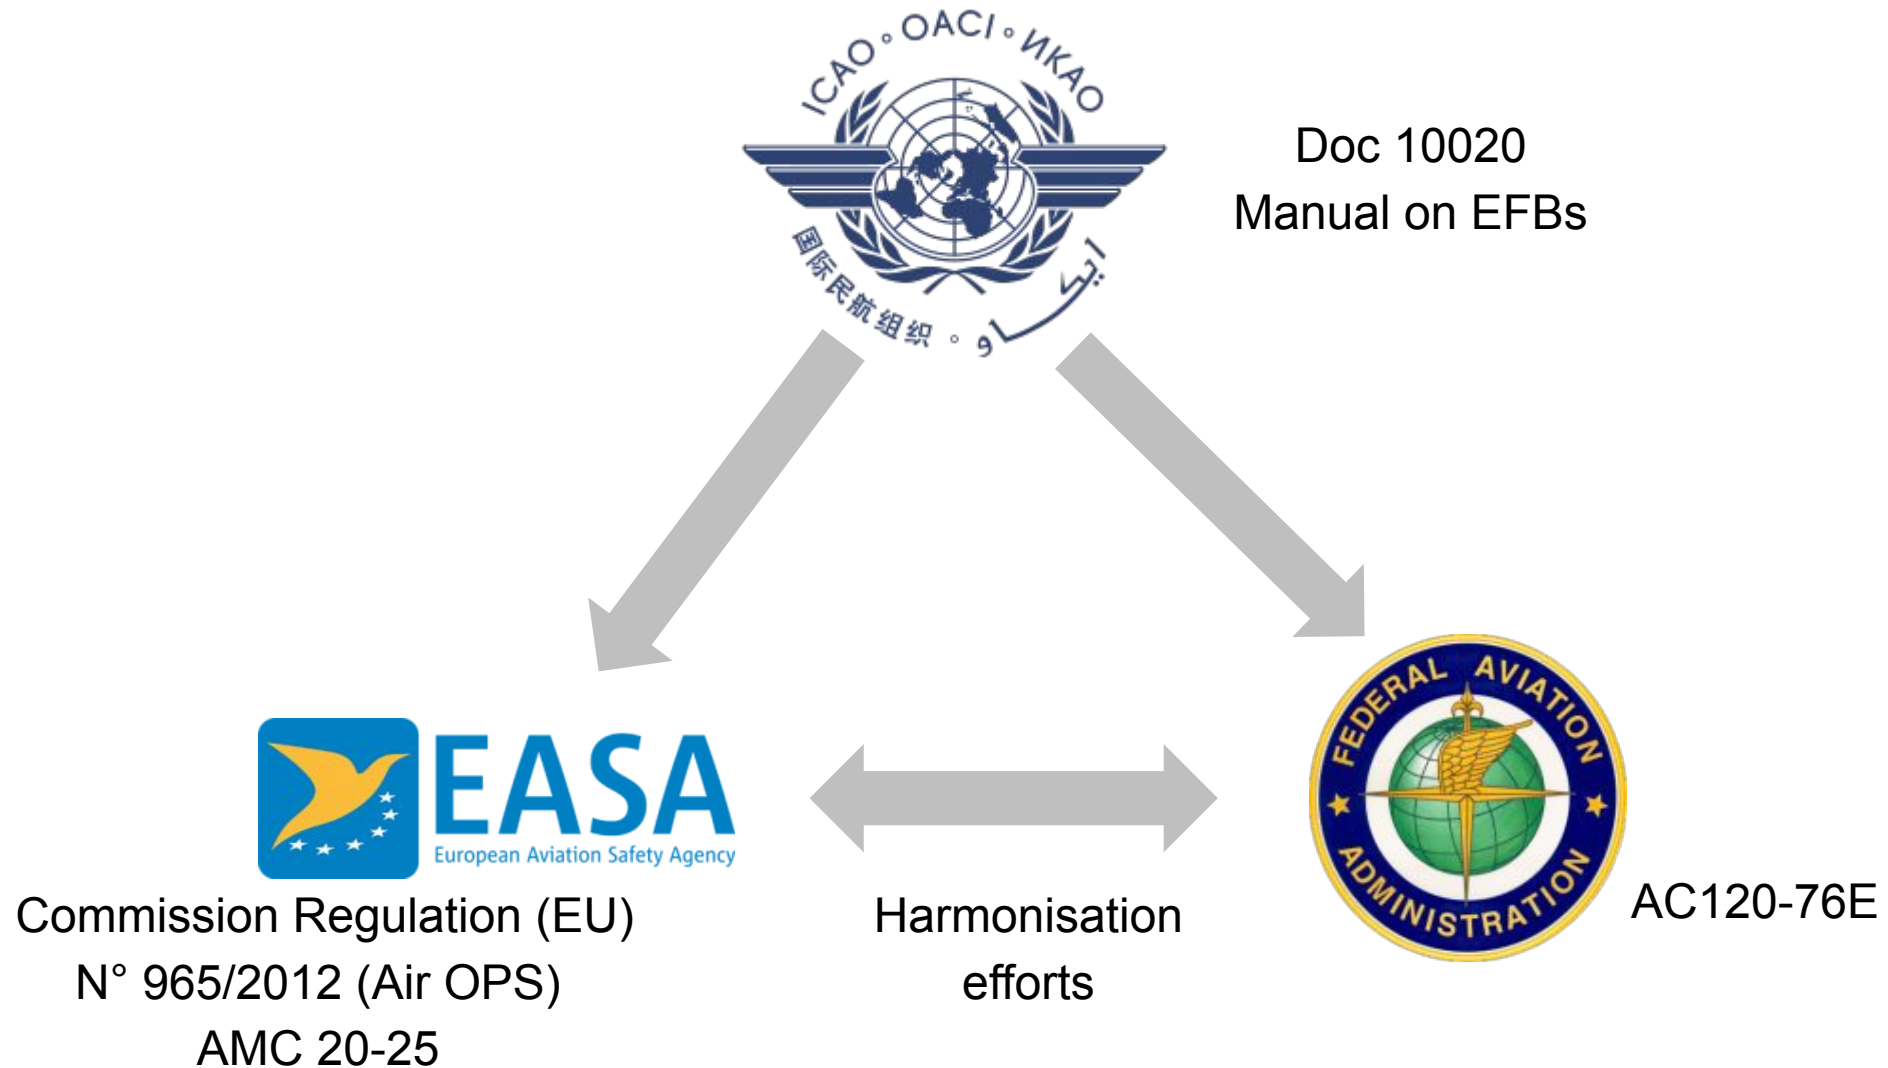 ICAO ◦ OACI ◦ ИКАО
国际民航组织 ◦ ايكاو
Doc 10020
Manual on EFBs
EASA
European Aviation Safety Agency
Commission Regulation (EU)
N° 965/2012 (Air OPS)
AMC 20-25
Harmonisation
efforts
FEDERAL AVIATION
ADMINISTRATION
AC120-76E